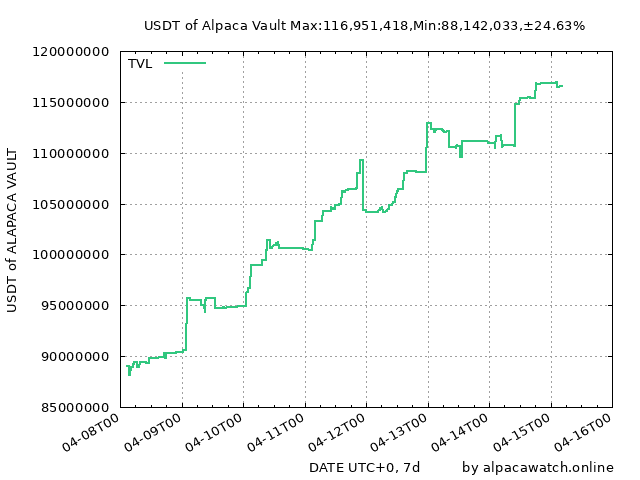 USDT of Alpaca Vault Max:116,951,418,Min:88,142,033,±24.63%
TVL
120000000
115000000
110000000
105000000
100000000
95000000
90000000
85000000
USDT of ALAPACA VAULT
04-08T00
04-09T00
04-10T00
04-11T00
04-12T00
04-13T00
04-14T00
04-15T00
04-16T00
DATE UTC+0, 7d
by alpacawatch.online